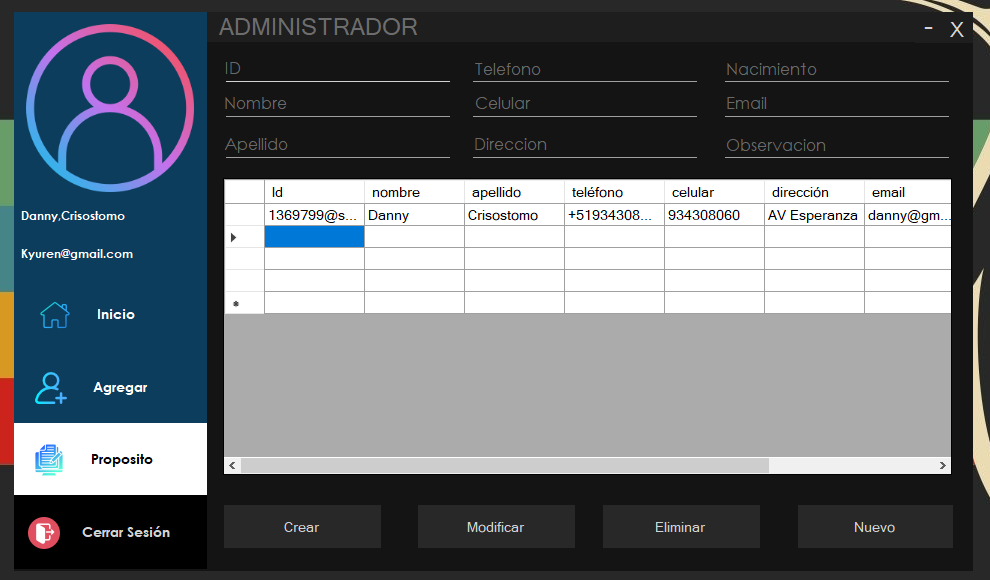 ADMINISTRADOR
- X
ID Telefono Nacimiento
Nombre Celular Email
Apellido Direccion Observacion
Danny,Crisostomo
Kyuren@gmail.com
Inicio
Agregar
Proposito
Cerrar Sesión
Id nombre apellido teléfono celular dirección email
1369799@s... Danny Crisostomo +51934308... 934308060 AV Esperanza danny@gm...
Crear Modificar Eliminar Nuevo